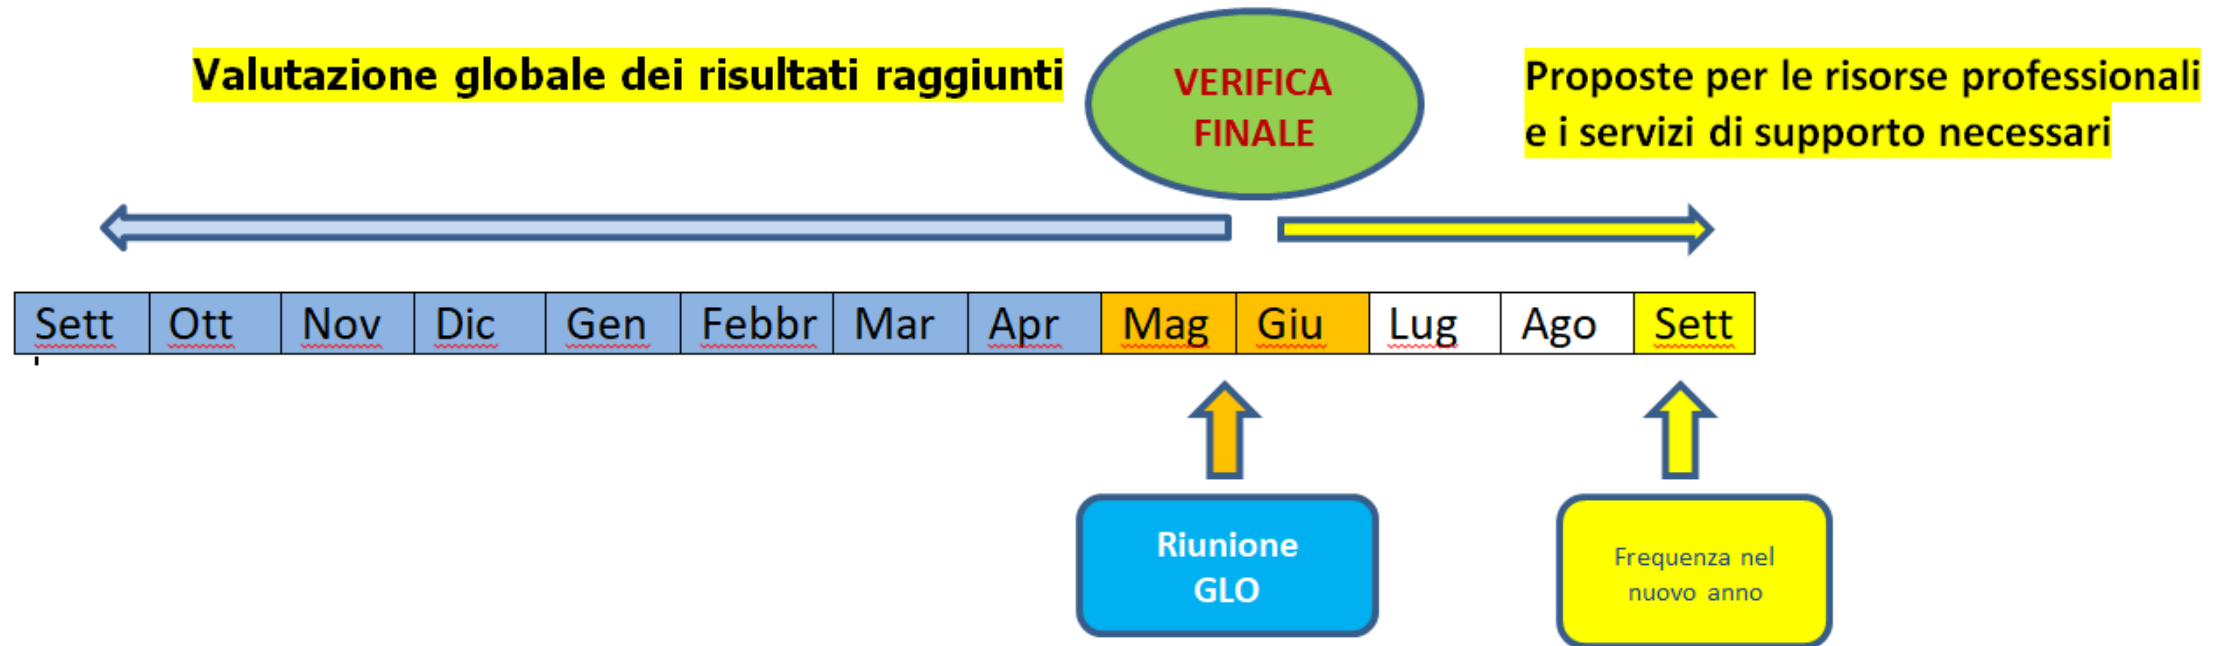 Valutazione globale dei risultati raggiunti
VERIFICA
FINALE
Proposte per le risorse professionali
e i servizi di supporto necessari
Sett Ott Nov Dic Gen Febbr Mar Apr Mag Giu Lug Ago Sett
Riunione
GLO
Frequenza nel
nuovo anno